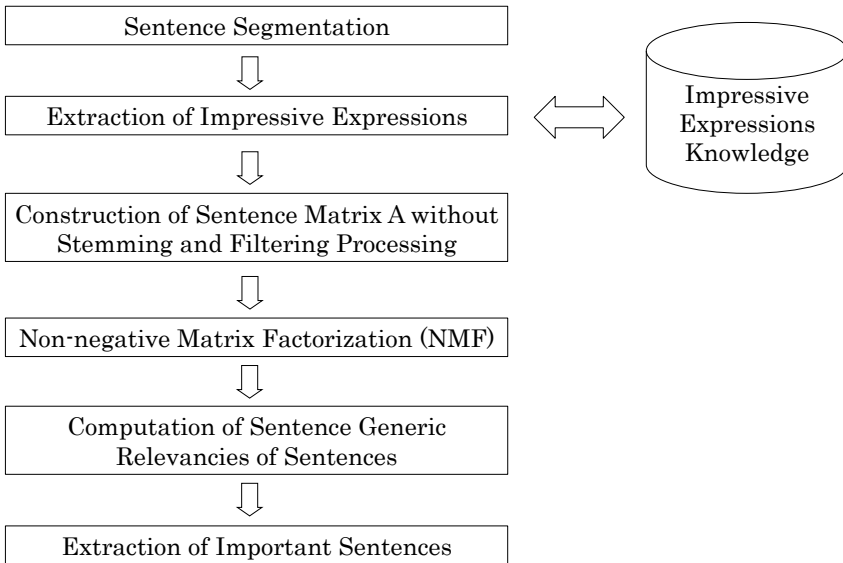 Sentence Segmentation
Extraction of Impressive Expressions
Impressive
Expressions
Knowledge
Construction of Sentence Matrix A without
Stemming and Filtering Processing
Non-negative Matrix Factorization (NMF)
Computation of Sentence Generic
Relevancies of Sentences
Extraction of Important Sentences